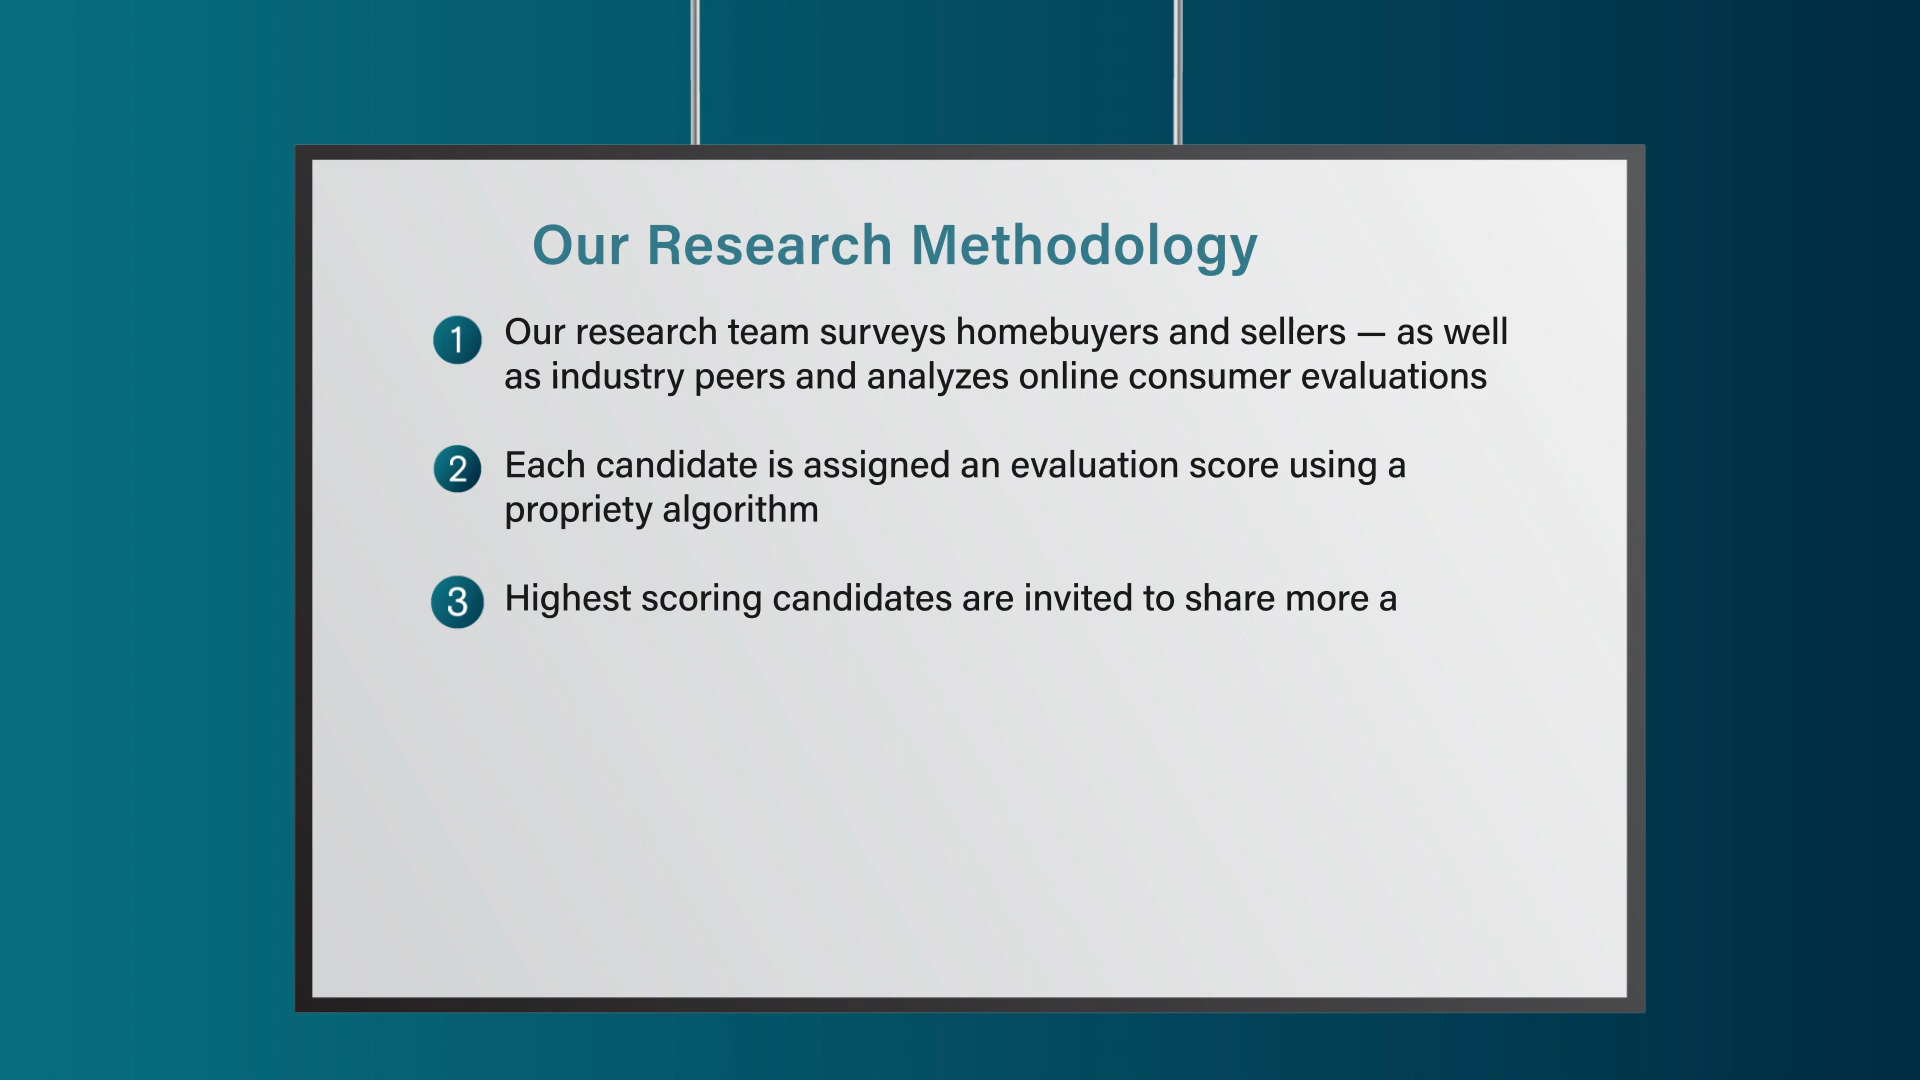 Our Research Methodology
1 Our research team surveys homebuyers and sellers — as well
as industry peers and analyzes online consumer evaluations
2 Each candidate is assigned an evaluation score using a
propriety algorithm
3 Highest scoring candidates are invited to share more a